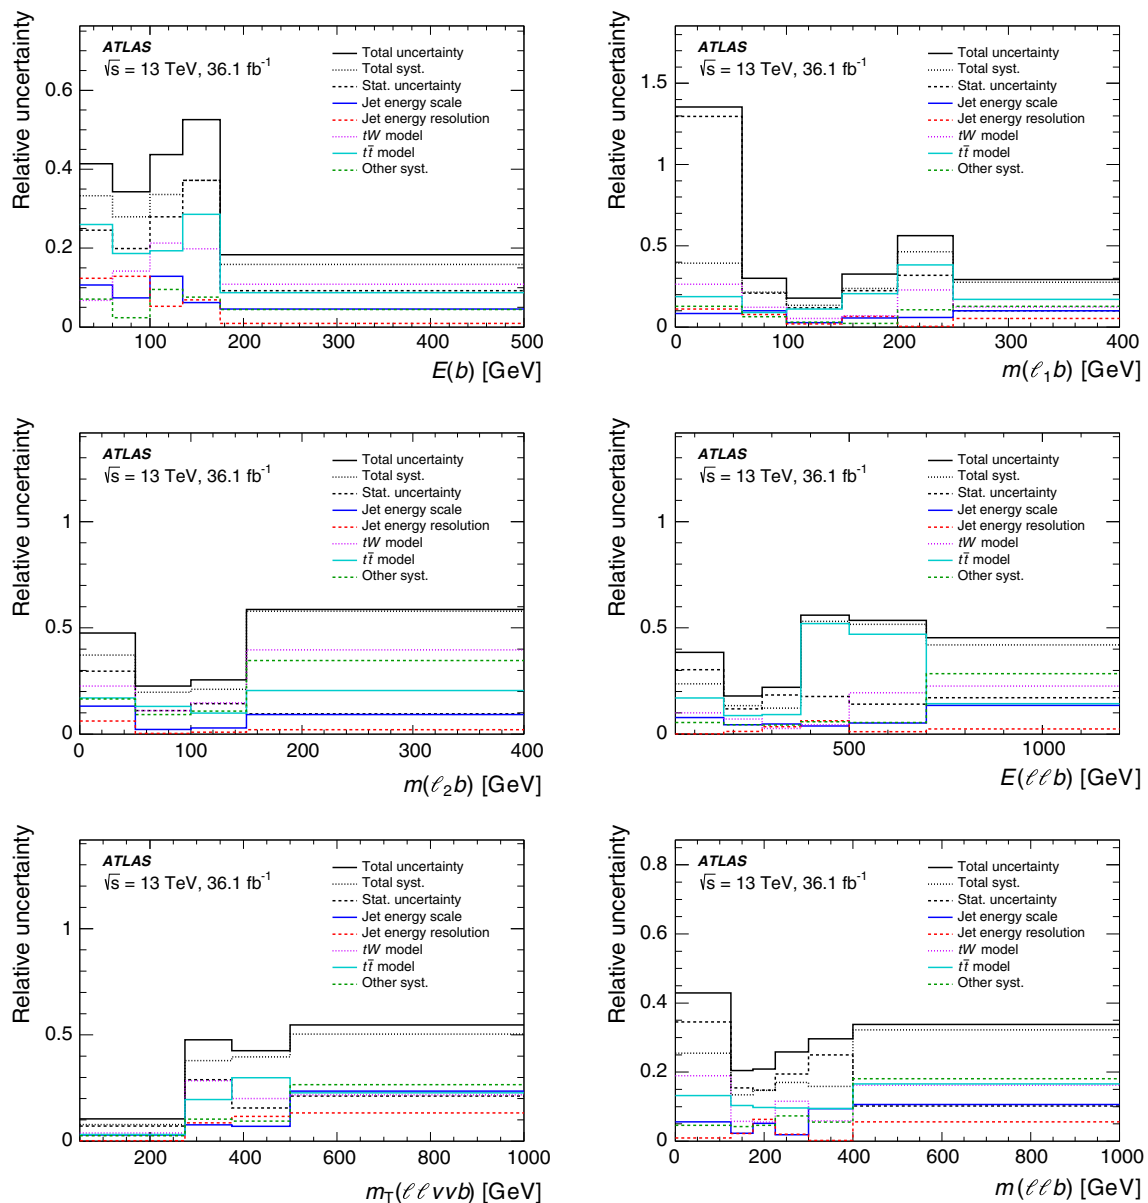 Relative uncertainty
ATLAS
√s = 13 TeV, 36.1 fb⁻¹
Total uncertainty
Total syst.
Stat. uncertainty
Jet energy scale
Jet energy resolution
tW model
tt̄ model
Other syst.
0.6
0.4
0.2
0
100 200 300 400 500
E(b) [GeV]
Relative uncertainty
ATLAS
√s = 13 TeV, 36.1 fb⁻¹
Total uncertainty
Total syst.
Stat. uncertainty
Jet energy scale
Jet energy resolution
tW model
tt̄ model
Other syst.
1.5
1
0.5
0
0 100 200 300 400
m(ℓ₁b) [GeV]
Relative uncertainty
ATLAS
√s = 13 TeV, 36.1 fb⁻¹
Total uncertainty
Total syst.
Stat. uncertainty
Jet energy scale
Jet energy resolution
tW model
tt̄ model
Other syst.
1
0.5
0
0 100 200 300 400
m(ℓ₂b) [GeV]
Relative uncertainty
ATLAS
√s = 13 TeV, 36.1 fb⁻¹
Total uncertainty
Total syst.
Stat. uncertainty
Jet energy scale
Jet energy resolution
tW model
tt̄ model
Other syst.
1
0.5
0
500 1000
E(ℓℓb) [GeV]
Relative uncertainty
ATLAS
√s = 13 TeV, 36.1 fb⁻¹
Total uncertainty
Total syst.
Stat. uncertainty
Jet energy scale
Jet energy resolution
tW model
tt̄ model
Other syst.
1
0.5
0
200 400 600 800 1000
m_T(ℓℓννb) [GeV]
Relative uncertainty
ATLAS
√s = 13 TeV, 36.1 fb⁻¹
Total uncertainty
Total syst.
Stat. uncertainty
Jet energy scale
Jet energy resolution
tW model
tt̄ model
Other syst.
0.8
0.6
0.4
0.2
0
0 200 400 600 800 1000
m(ℓℓb) [GeV]